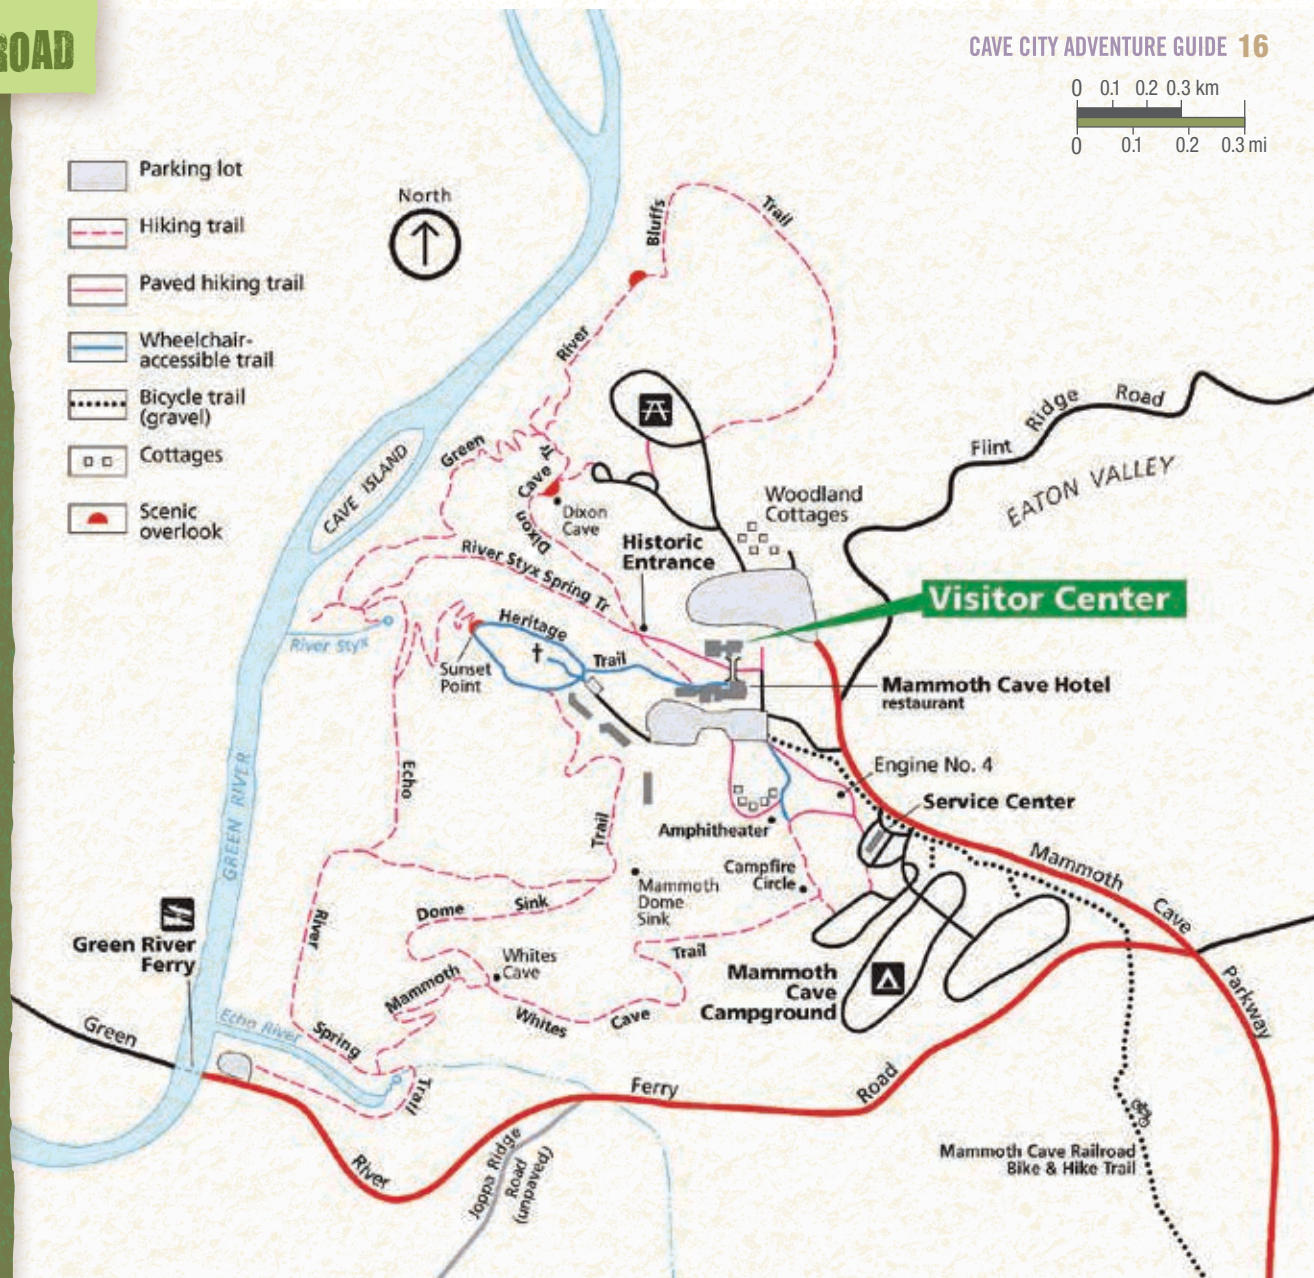 ROAD
CAVE CITY ADVENTURE GUIDE 16
0 0.1 0.2 0.3 km
0 0.1 0.2 0.3 mi
Parking lot
Hiking trail
Paved hiking trail
Wheelchair-
accessible trail
Bicycle trail
(gravel)
Cottages
Scenic
overlook
North
Bluffs
Trail
River
Green
CAVE ISLAND
Dixon
Cave
Tr
Dixon
Cave
Flint
Ridge
Road
EATON VALLEY
Woodland
Cottages
Historic
Entrance
River Styx Spring Tr
Visitor Center
River Styx
Heritage
Trail
Sunset
Point
Mammoth Cave Hotel
restaurant
Engine No. 4
Service Center
GREEN RIVER
Echo
River
Spring
Trail
Trail
Amphitheater
Campfire
Circle
Mammoth
Dome
Sink
Mammoth
Dome
Sink
Trail
Whites
Cave
Whites
Cave
Trail
Mammoth
Cave
Campground
Mammoth
Cave
Parkway
Green River
Ferry
Echo River
Green
River
Ferry
Road
Joppa Ridge
Road
(unpaved)
Mammoth Cave Railroad
Bike & Hike Trail